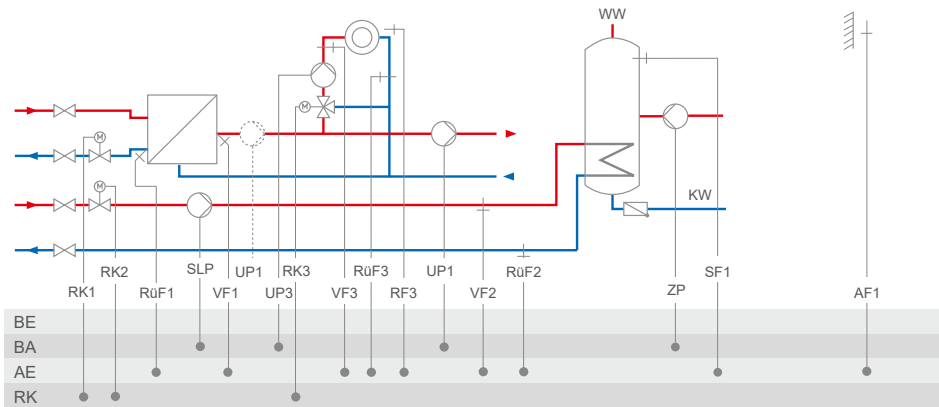 WW
M
M
M
KW
RK1 RK2 RüF1 SLP VF1 UP1 UP3 RK3 VF3 RüF3 RF3 UP1 VF2 RüF2 ZP SF1 AF1
BE
BA
AE
RK